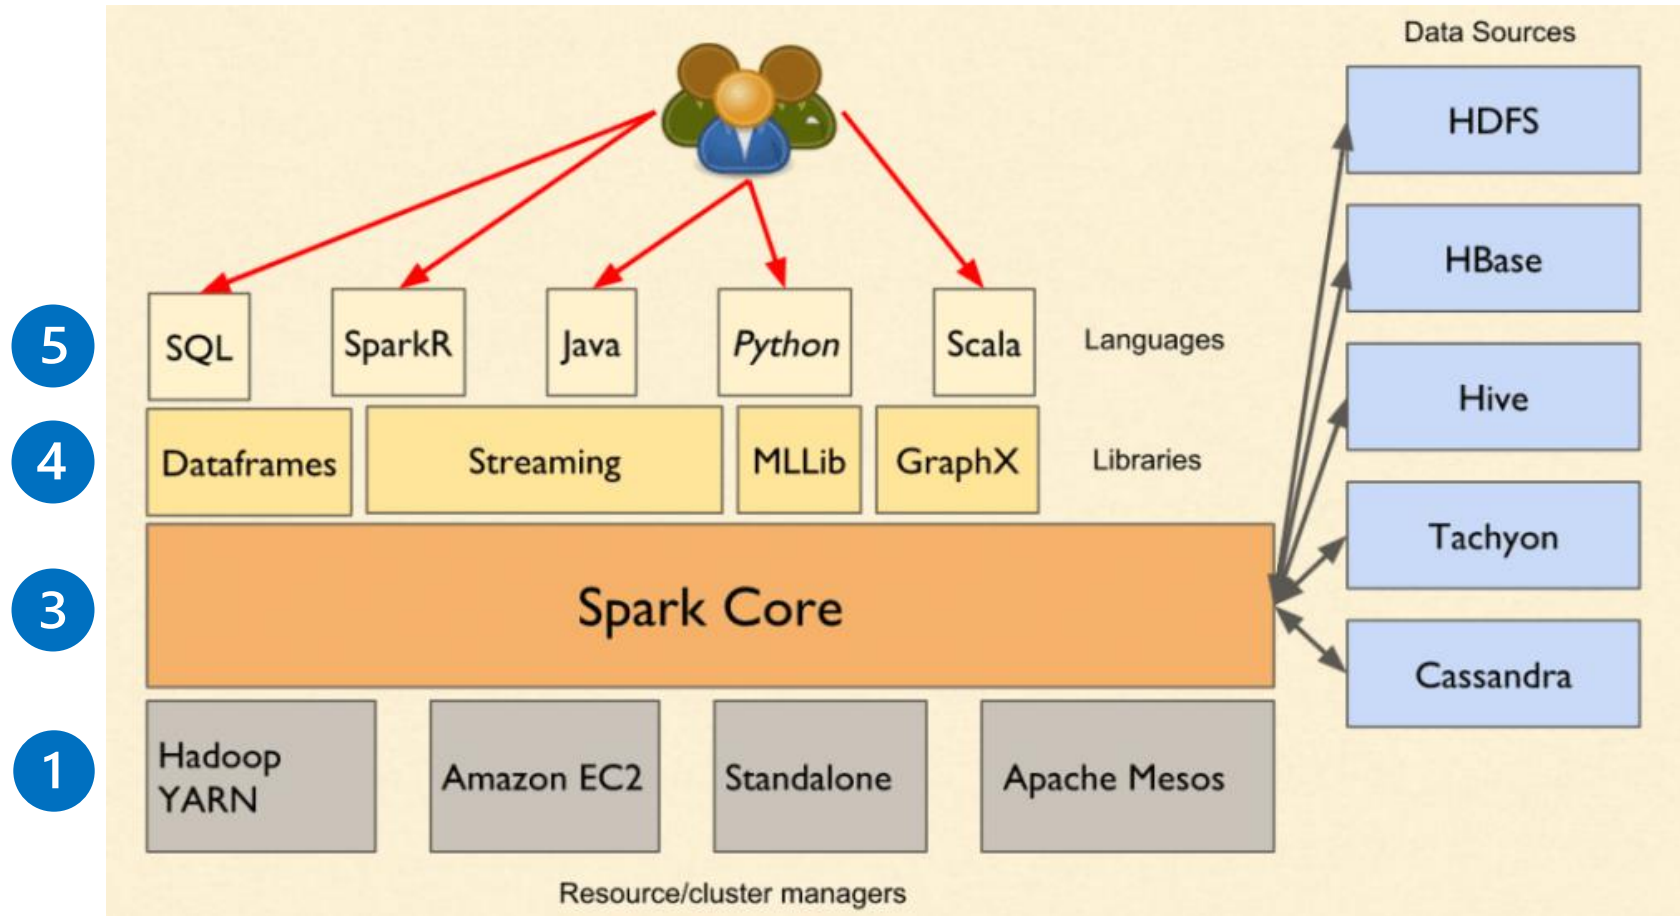 Data Sources
HDFS
HBase
Hive
Tachyon
Cassandra
5
SQL
SparkR
Java
Python
Scala
Languages
4
Dataframes
Streaming
MLLib
GraphX
Libraries
3
Spark Core
1
Hadoop
YARN
Amazon EC2
Standalone
Apache Mesos
Resource/cluster managers